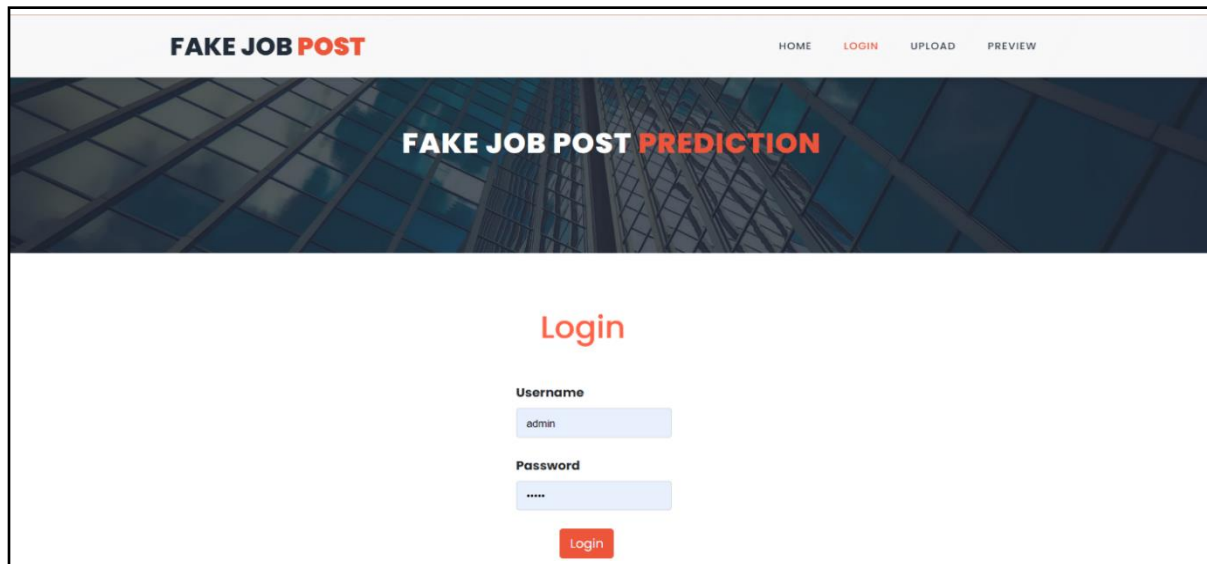 FAKE JOB POST
HOME LOGIN UPLOAD PREVIEW
FAKE JOB POST PREDICTION
Login
Username
admin
Password
•••••
Login